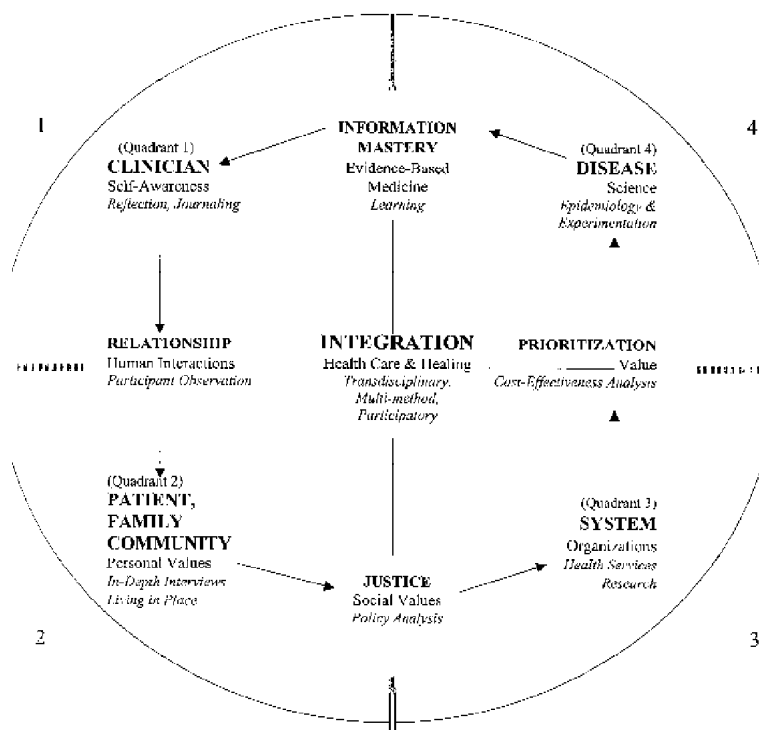 1
4
(Quadrant 1)
CLINICIAN
Self-Awareness
Reflection, Journaling
INFORMATION
MASTERY
Evidence-Based
Medicine
Learning
(Quadrant 4)
DISEASE
Science
Epidemiology &
Experimentation
RELATIONSHIP
Human Interactions
Participant Observation
INTEGRATION
Health Care & Healing
Transdisciplinary,
Multi-method,
Participatory
PRIORITIZATION
Value
Cost-Effectiveness Analysis
(Quadrant 2)
PATIENT,
FAMILY
COMMUNITY
Personal Values
In-Depth Interviews
Living in Place
JUSTICE
Social Values
Policy Analysis
(Quadrant 3)
SYSTEM
Organizations
Health Services
Research
2
3